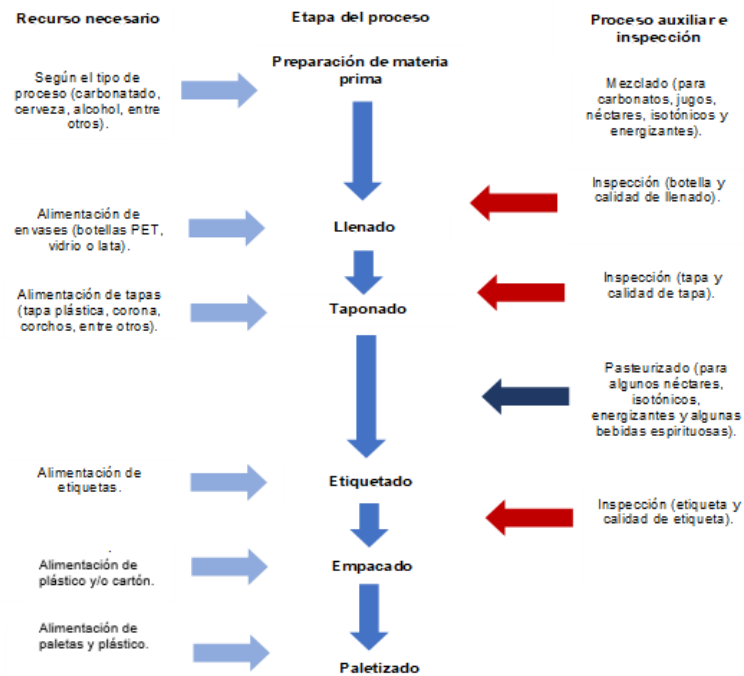 Recurso necesario
Etapa del proceso
Proceso auxiliar e
inspección
Según el tipo de
proceso (carbonatado,
cerveza, alcohol, entre
otros).
Preparación de materia
prima
Mezclado (para
carbonatos, jugos,
néctares, isotónicos y
energizantes).
Inspección (botella y
calidad de llenado).
Alimentación de
envases (botellas PET,
vidrio o lata).
Llenado
Inspección (tapa y
calidad de tapa).
Alimentación de tapas
(tapa plástica, corona,
corchos, entre otros).
Taponado
Pasteurizado (para
algunos néctares,
isotónicos,
energizantes y algunas
bebidas espirituosas).
Alimentación de
etiquetas.
Etiquetado
Inspección (etiqueta y
calidad de etiqueta).
.
Alimentación de
plástico y/o cartón.
Empacado
Alimentación de
paletas y plástico.
Paletizado